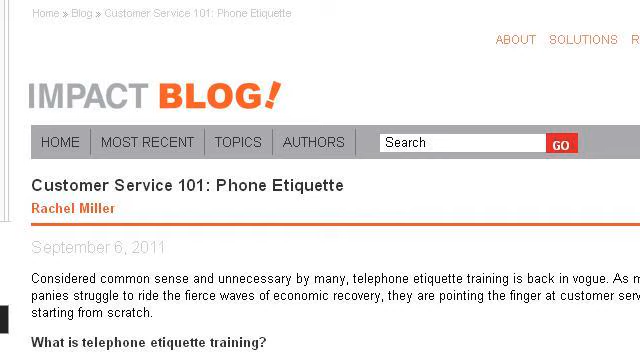 Home » Blog » Customer Service 101: Phone Etiquette
ABOUT SOLUTIONS R
IMPACT BLOG!
HOME MOST RECENT TOPICS AUTHORS Search GO
Customer Service 101: Phone Etiquette
Rachel Miller
September 6, 2011
Considered common sense and unnecessary by many, telephone etiquette training is back in vogue. As m
panies struggle to ride the fierce waves of economic recovery, they are pointing the finger at customer serv
starting from scratch.
What is telephone etiquette training?